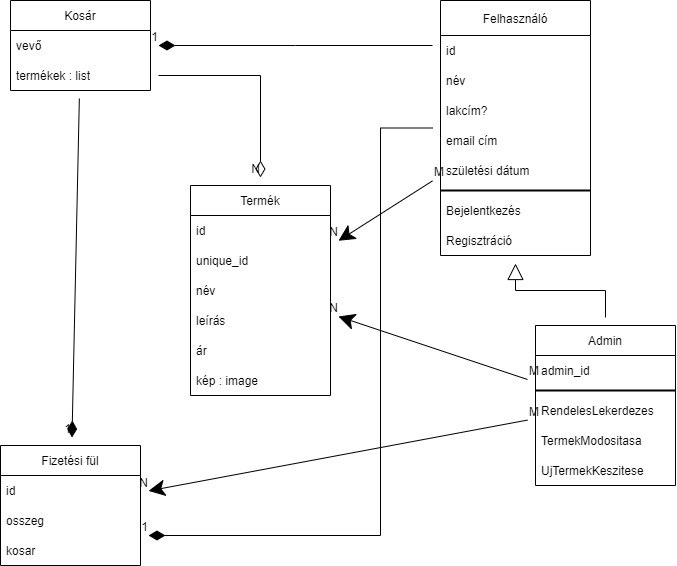 Kosár
vevő
termékek : list
1
Felhasználó
id
név
lakcím?
email cím
születési dátum
Bejelentkezés
Regisztráció
N
M
Termék
id
unique_id
név
leírás
ár
kép : image
N
N
Admin
admin_id
RendelesLekerdezes
TermekModositasa
UjTermekKeszitese
M
M
1
Fizetési fül
id
osszeg
kosar
N
1